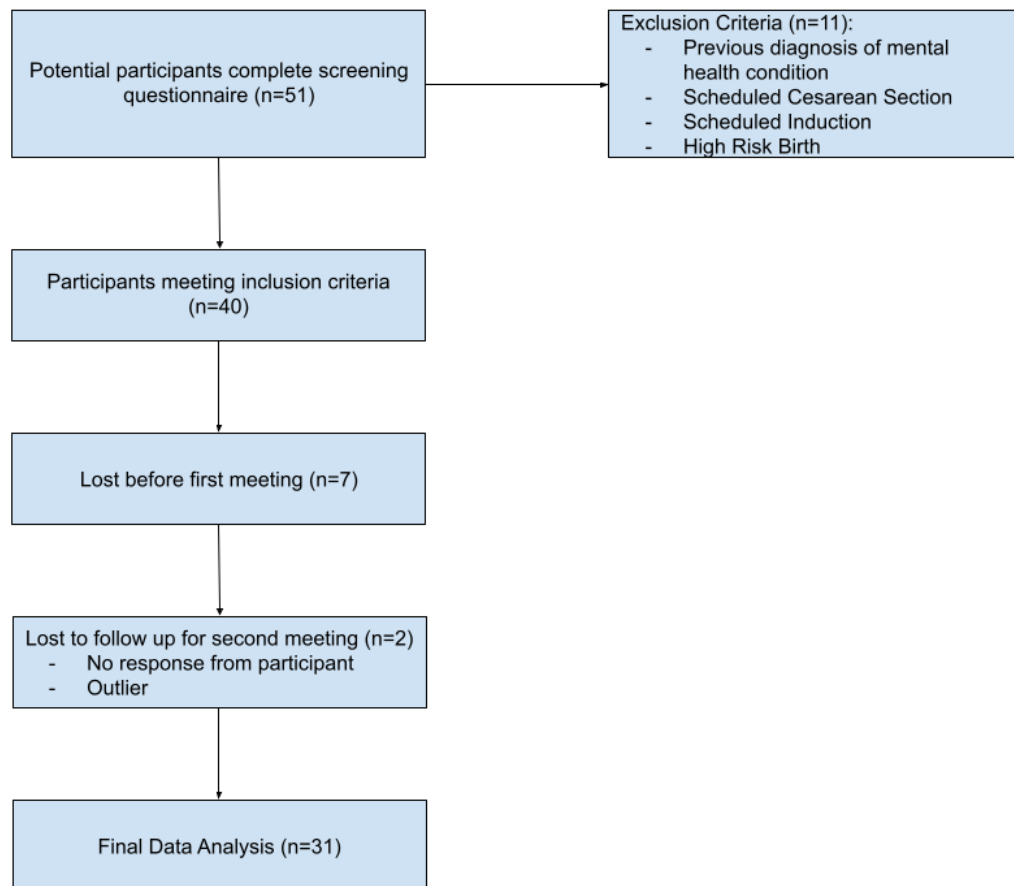 Potential participants complete screening
questionnaire (n=51)
Exclusion Criteria (n=11):
- Previous diagnosis of mental
health condition
- Scheduled Cesarean Section
- Scheduled Induction
- High Risk Birth
Participants meeting inclusion criteria
(n=40)
Lost before first meeting (n=7)
Lost to follow up for second meeting (n=2)
- No response from participant
- Outlier
Final Data Analysis (n=31)